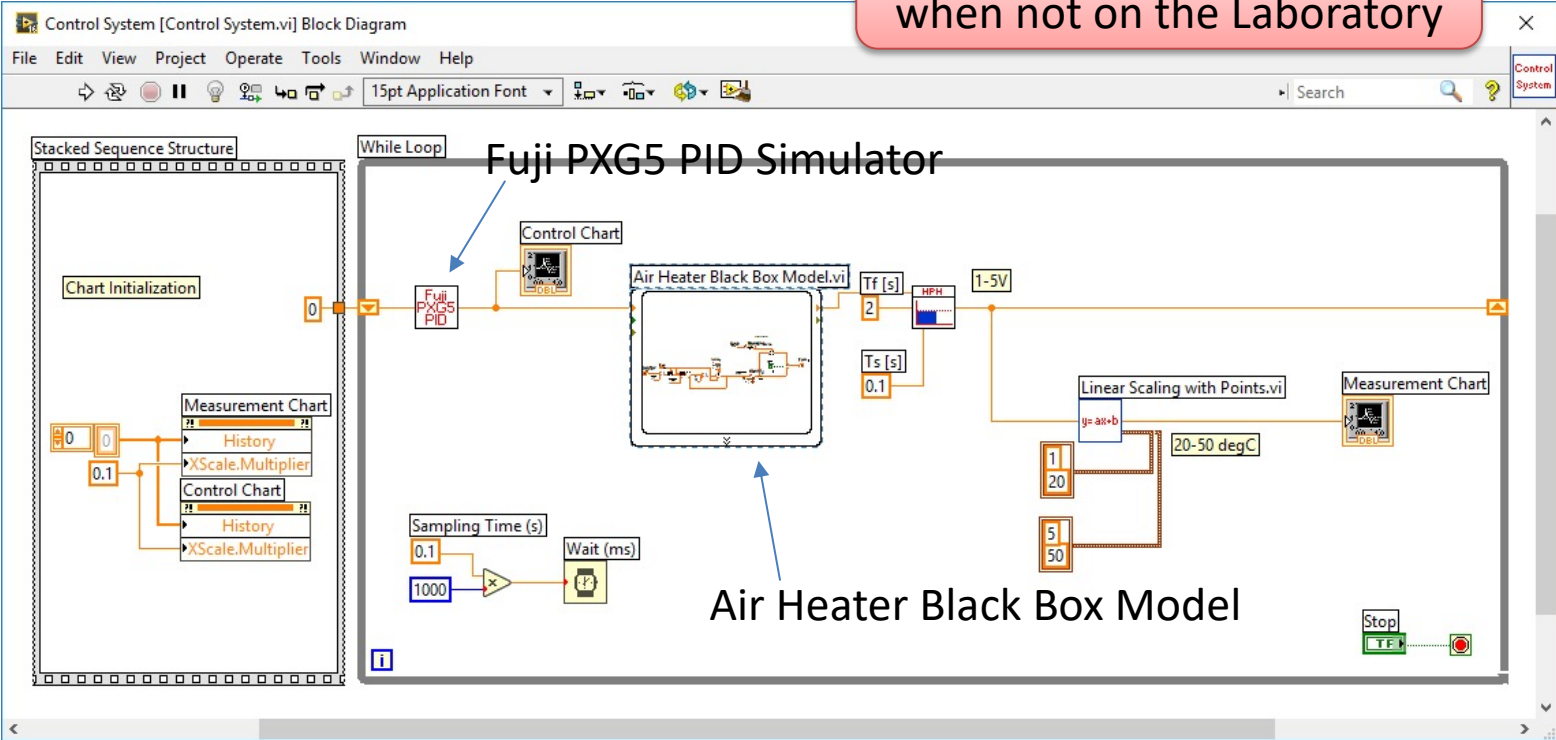 when not on the Laboratory
Control System [Control System.vi] Block Diagram
File Edit View Project Operate Tools Window Help
15pt Application Font
Search
Control
System
Stacked Sequence Structure
While Loop
Fuji PXG5 PID Simulator
Control Chart
DBL
Chart Initialization
0
Fuji
PXG5
PID
Air Heater Black Box Model.vi
Tf [s]
2
HPH
1-5V
Ts [s]
0.1
Linear Scaling with Points.vi
y=ax+b
Measurement Chart
DBL
20-50 degC
1
20
5
50
Measurement Chart
History
XScale.Multiplier
0
0
0.1
Control Chart
History
XScale.Multiplier
Sampling Time (s)
0.1
1000
x
Wait (ms)
Air Heater Black Box Model
Stop
TF
i